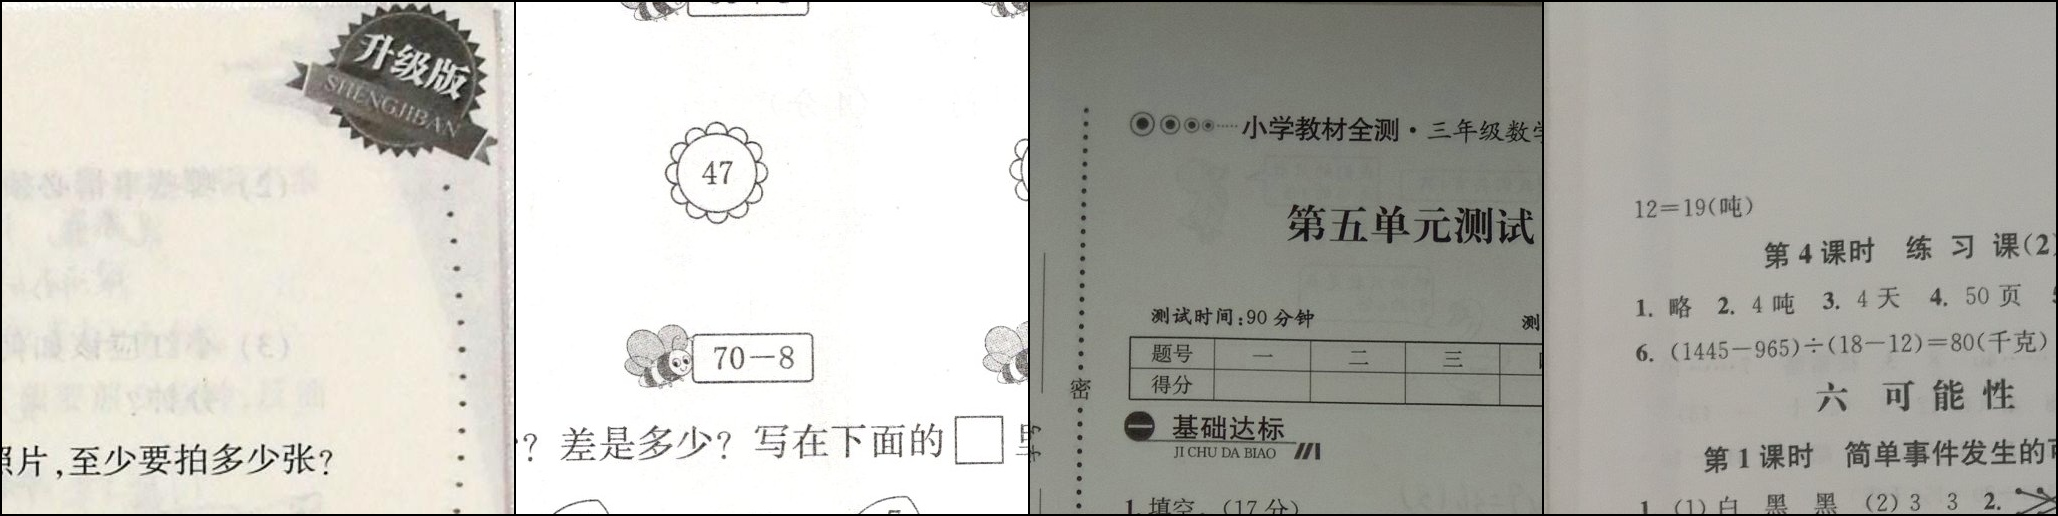 升级版
SHENGJIBAN
照片,至少要拍多少张?
47
70－8
? 差是多少? 写在下面的□
小学教材全测·三年级数学
第五单元测试
测试时间:90分钟
测
题号 一 二 三
得分
密
一 基础达标
JI CHU DA BIAO
1. 填空。(17分)
12＝19(吨)
第4课时 练 习 课(2)
1. 略 2. 4吨 3. 4天 4. 50页
6. (1445－965)÷(18－12)＝80(千克)
六 可 能 性
第1课时 简单事件发生的可
1. (1)白 黑 黑 (2)3 3 2.